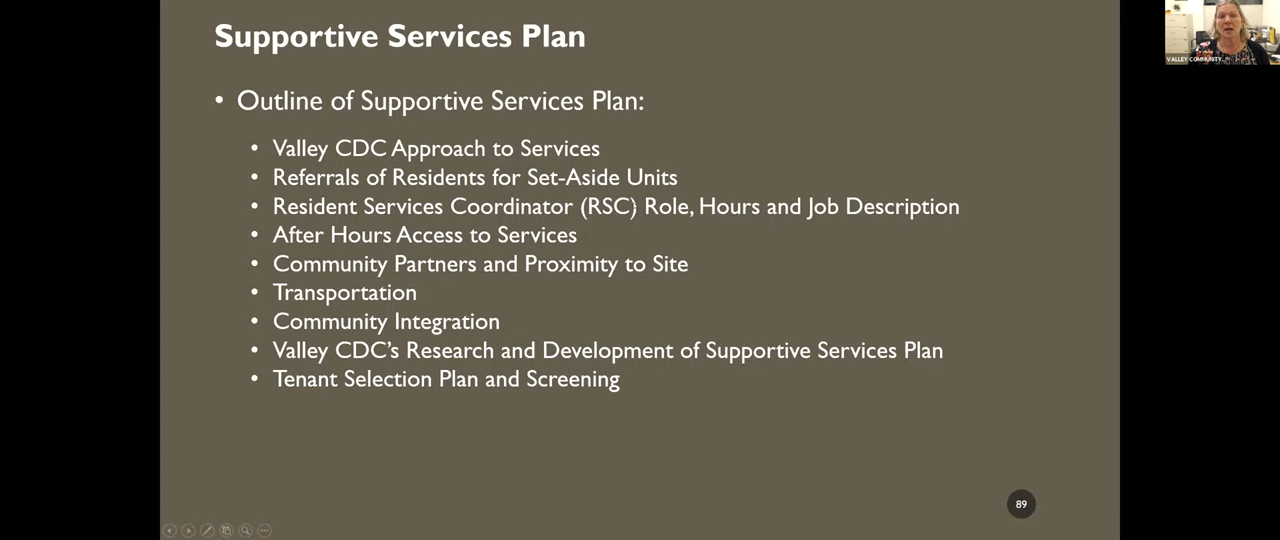 Supportive Services Plan
VALLEY COMMUNITY
• Outline of Supportive Services Plan:
• Valley CDC Approach to Services
• Referrals of Residents for Set-Aside Units
• Resident Services Coordinator (RSC) Role, Hours and Job Description
• After Hours Access to Services
• Community Partners and Proximity to Site
• Transportation
• Community Integration
• Valley CDC's Research and Development of Supportive Services Plan
• Tenant Selection Plan and Screening
89